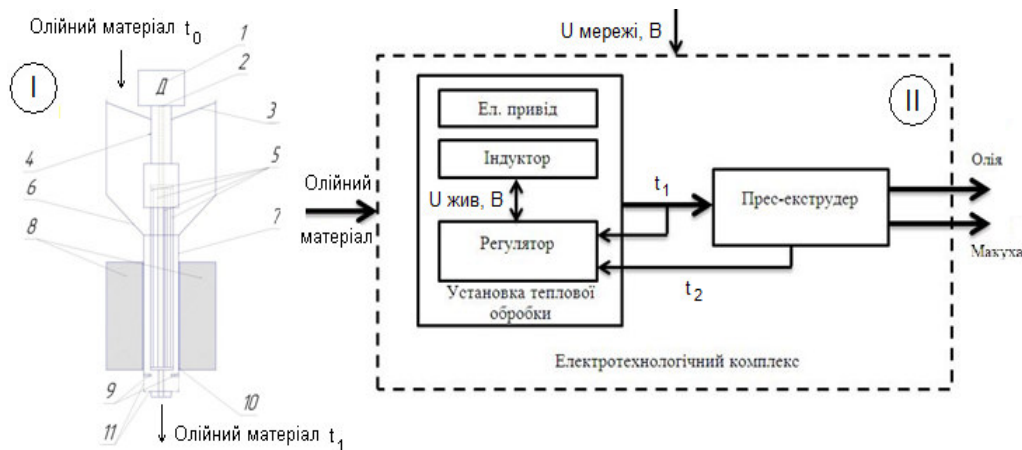 Олійний матеріал t0
I
Д
1
2
3
4
5
6
7
8
9
10
11
Олійний матеріал t1
U мережі, В
II
Ел. привід
Індуктор
U жив, В
Регулятор
Установка теплової
обробки
Олійний
матеріал
t1
t2
Прес-екструдер
Олія
Макуха
Електротехнологічний комплекс